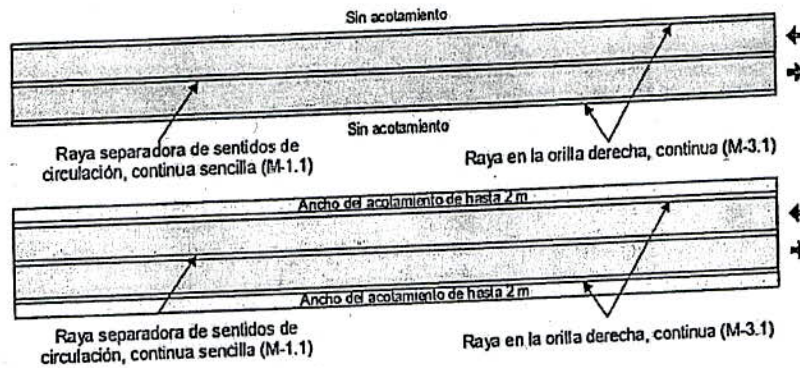 Sin acotamiento
Sin acotamiento
Raya separadora de sentidos de
circulación, continua sencilla (M-1.1)
Raya en la orilla derecha, continua (M-3.1)
Ancho del acotamiento de hasta 2 m
Ancho del acotamiento de hasta 2 m
Raya separadora de sentidos de
circulación, continua sencilla (M-1.1)
Raya en la orilla derecha, continua (M-3.1)